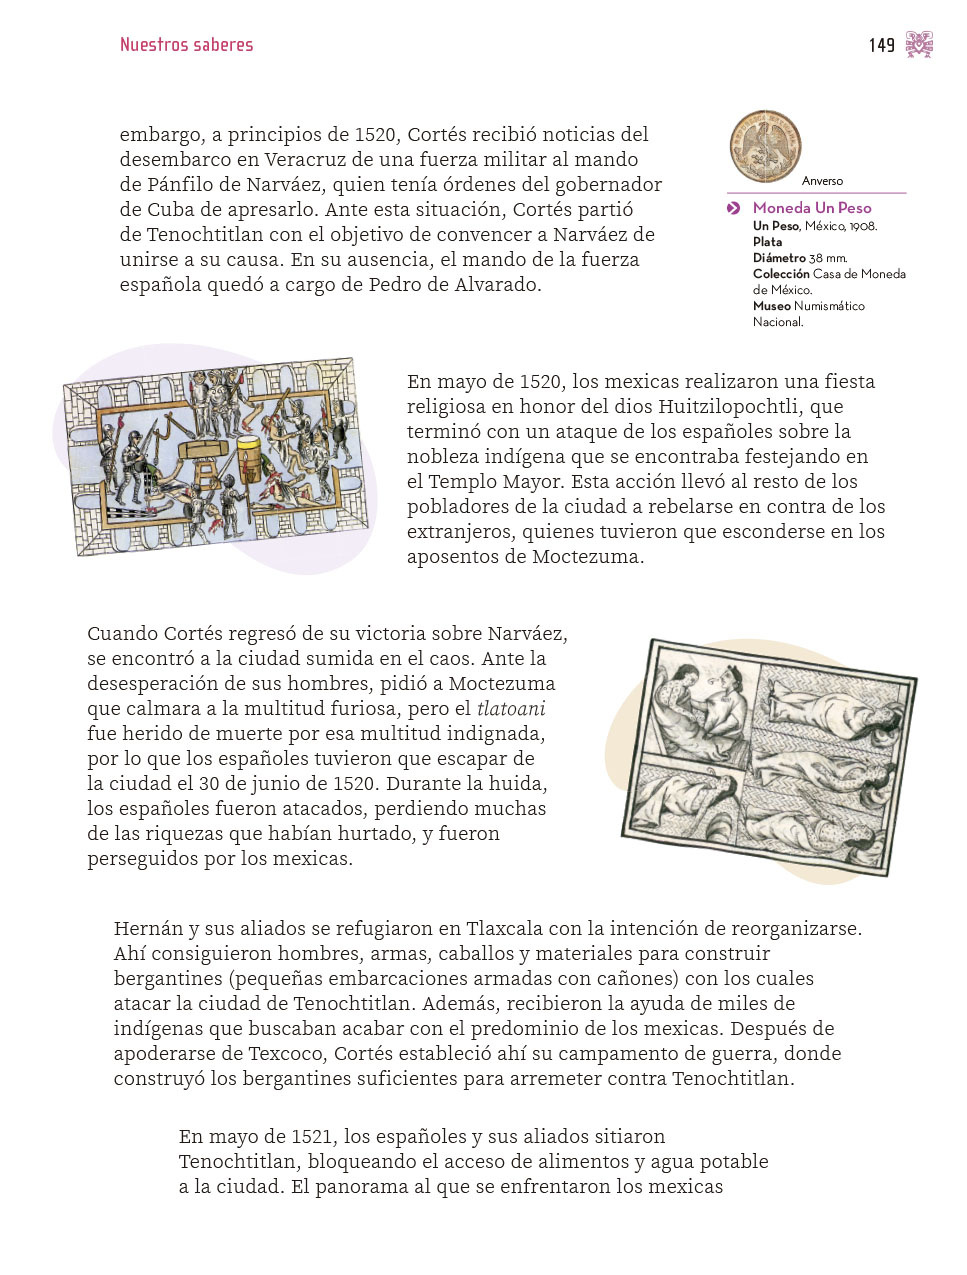 Nuestros saberes
149
embargo, a principios de 1520, Cortés recibió noticias del
desembarco en Veracruz de una fuerza militar al mando
de Pánfilo de Narváez, quien tenía órdenes del gobernador
de Cuba de apresarlo. Ante esta situación, Cortés partió
de Tenochtitlan con el objetivo de convencer a Narváez de
unirse a su causa. En su ausencia, el mando de la fuerza
española quedó a cargo de Pedro de Alvarado.
REPUBLICA MEXICANA
Anverso
Moneda Un Peso
Un Peso, México, 1908.
Plata
Diámetro 38 mm.
Colección Casa de Moneda
de México.
Museo Numismático
Nacional.
En mayo de 1520, los mexicas realizaron una fiesta
religiosa en honor del dios Huitzilopochtli, que
terminó con un ataque de los españoles sobre la
nobleza indígena que se encontraba festejando en
el Templo Mayor. Esta acción llevó al resto de los
pobladores de la ciudad a rebelarse en contra de los
extranjeros, quienes tuvieron que esconderse en los
aposentos de Moctezuma.
Cuando Cortés regresó de su victoria sobre Narváez,
se encontró a la ciudad sumida en el caos. Ante la
desesperación de sus hombres, pidió a Moctezuma
que calmara a la multitud furiosa, pero el tlatoani
fue herido de muerte por esa multitud indignada,
por lo que los españoles tuvieron que escapar de
la ciudad el 30 de junio de 1520. Durante la huida,
los españoles fueron atacados, perdiendo muchas
de las riquezas que habían hurtado, y fueron
perseguidos por los mexicas.
Hernán y sus aliados se refugiaron en Tlaxcala con la intención de reorganizarse.
Ahí consiguieron hombres, armas, caballos y materiales para construir
bergantines (pequeñas embarcaciones armadas con cañones) con los cuales
atacar la ciudad de Tenochtitlan. Además, recibieron la ayuda de miles de
indígenas que buscaban acabar con el predominio de los mexicas. Después de
apoderarse de Texcoco, Cortés estableció ahí su campamento de guerra, donde
construyó los bergantines suficientes para arremeter contra Tenochtitlan.
En mayo de 1521, los españoles y sus aliados sitiaron
Tenochtitlan, bloqueando el acceso de alimentos y agua potable
a la ciudad. El panorama al que se enfrentaron los mexicas